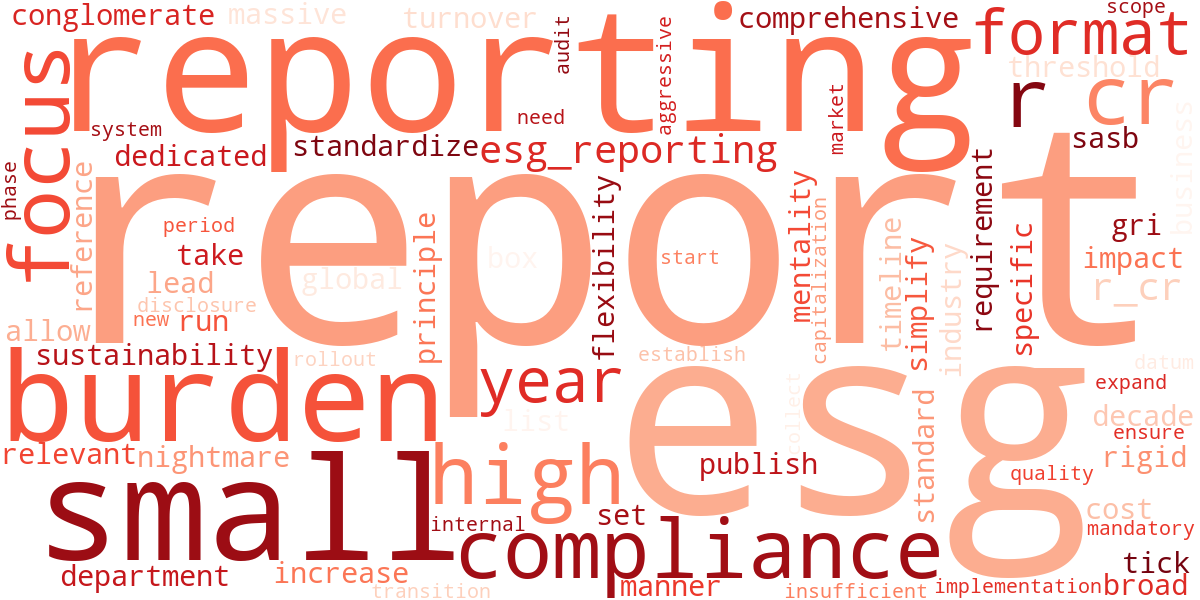 conglomerate
massive
turnover
audit
reporting
aggressive
comprehensive
scope
format
threshold
focus
system
need
market
r
cr
business
dedicated
standardize
esg_reporting
sasb
phase
reference
report
period
take
principle
box
flexibility
start
mentality
capitalization
timeline
simplify
industry
requirement
specific
gri
impact
r_cr
lead
global
disclosure
new
run
allow
sustainability
rollout
establish
datum
burden
year
list
collect
esg
standard
expand
decade
ensure
relevant
nightmare
high
publish
quality
rigid
small
internal
set
cost
mandatory
compliance
tick
department
increase
transition
manner
insufficient
implementation
broad